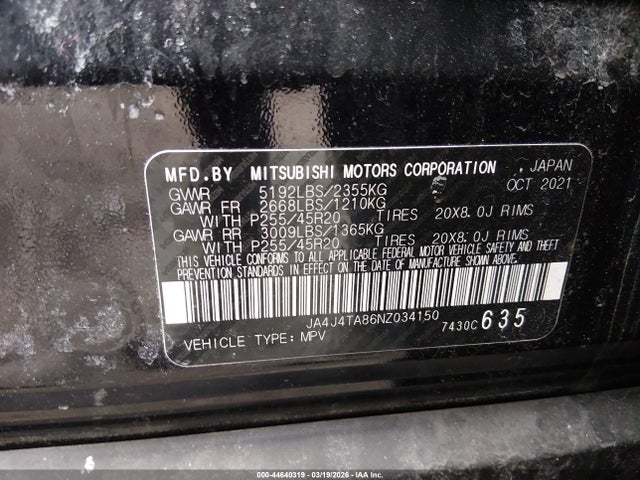 MFD.BY MITSUBISHI MOTORS CORPORATION , JAPAN
GVWR 5192LBS/2355KG OCT 2021
GAWR FR 2668LBS/1210KG
WITH P255/45R20 TIRES 20X8.0J RIMS
GAWR RR 3009LBS/1365KG
WITH P255/45R20 TIRES 20X8.0J RIMS
THIS VEHICLE CONFORMS TO ALL APPLICABLE FEDERAL MOTOR VEHICLE SAFETY AND THEFT
PREVENTION STANDARDS IN EFFECT ON THE DATE OF MANUFACTURE SHOWN ABOVE.
JA4J4TA86NZ034150
VEHICLE TYPE: MPV 7430C 635
000-44640319 | 03/19/2026 | IAA Inc.